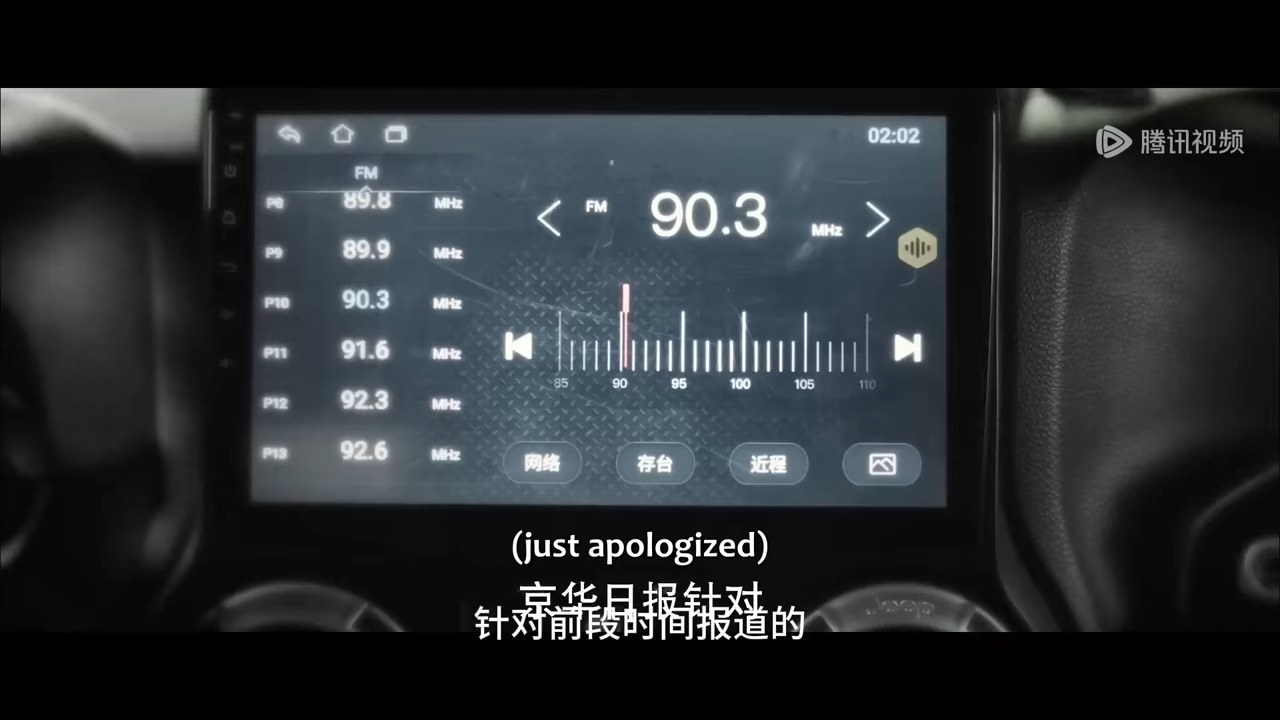 02:02
腾讯视频
FM
P8 89.8 MHz
P9 89.9 MHz
P10 90.3 MHz
P11 91.6 MHz
P12 92.3 MHz
P13 92.6 MHz
FM 90.3 MHz
85 90 95 100 105 110
网络 存台 近程
(just apologized)
京华日报针对
针对前段时间报道的
Jeep